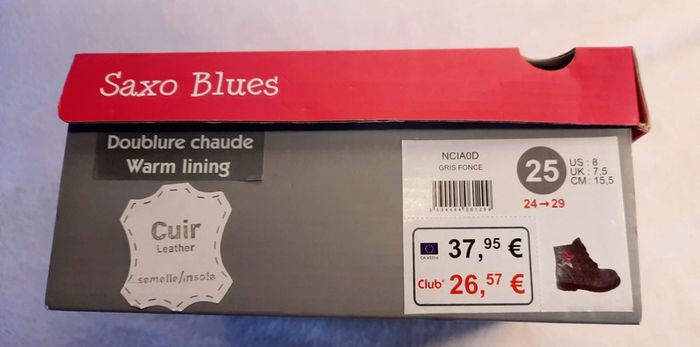 Saxo Blues
Doublure chaude
Warm lining
Cuir
Leather
semelle/insole
NCIA0D
GRIS FONCE
25
US : 8
UK : 7,5
CM : 15,5
24→29
37,95 €
Club* 26,57 €